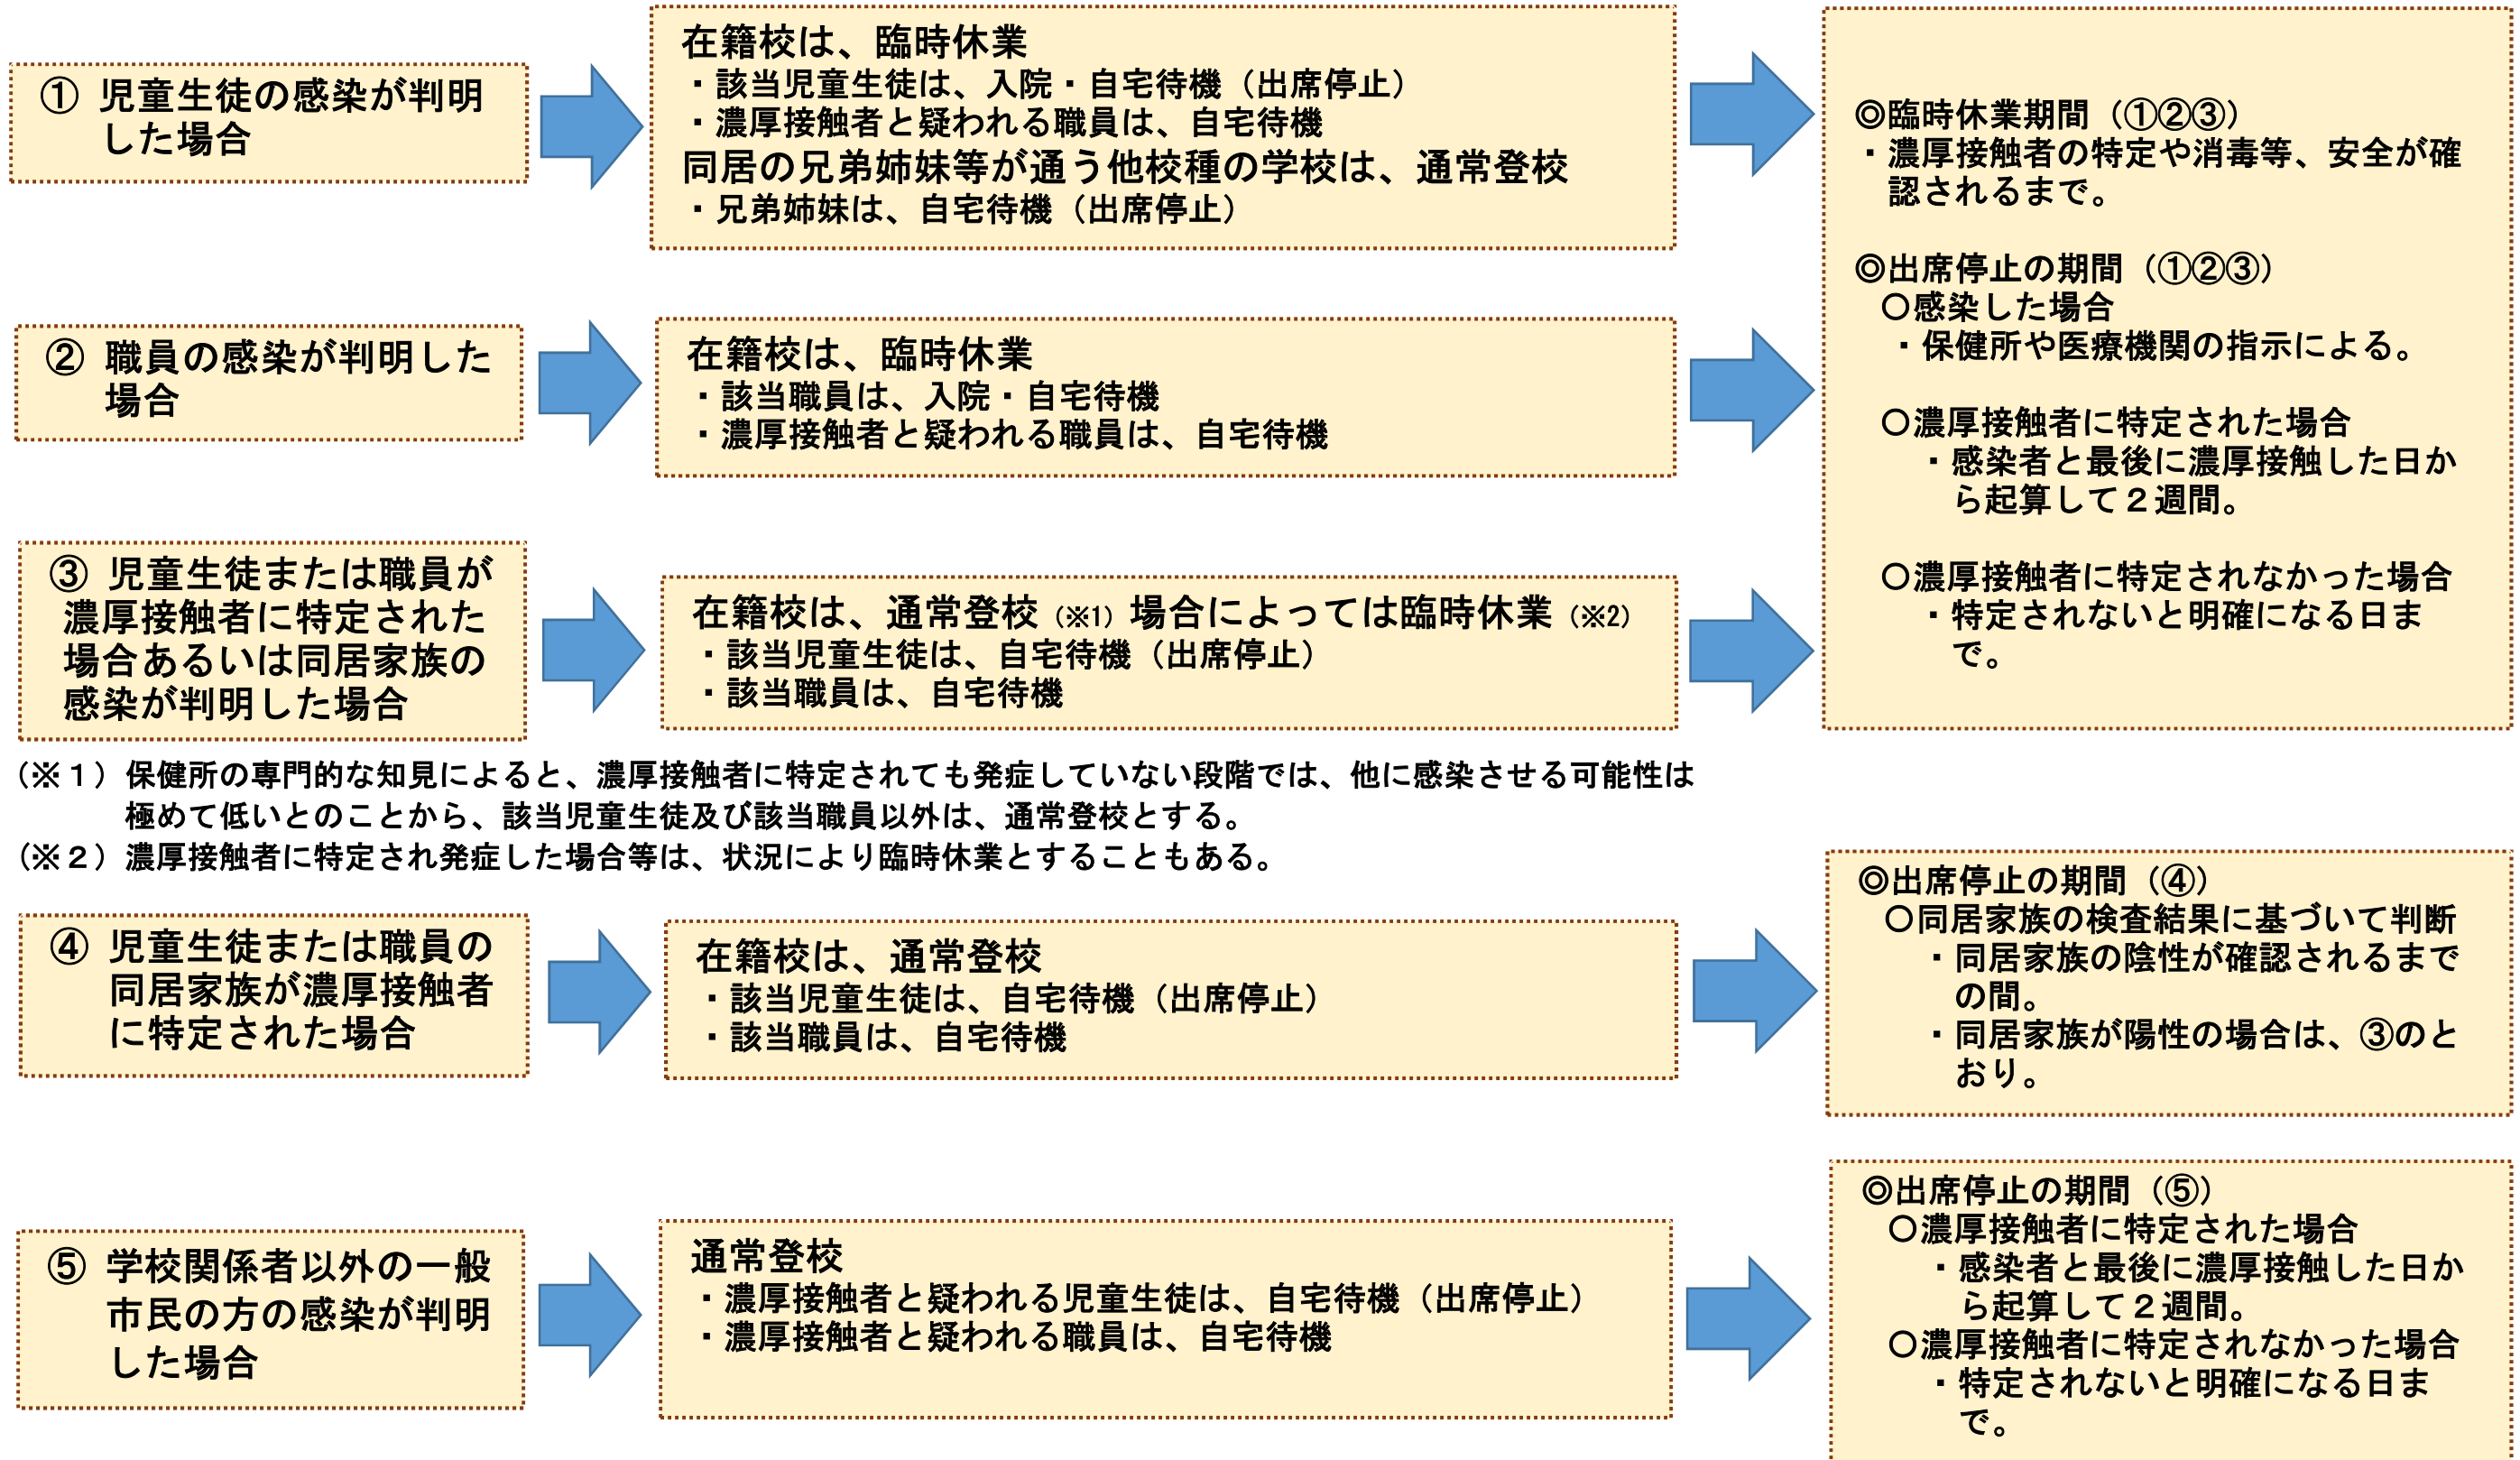 ① 児童生徒の感染が判明
した場合
在籍校は、臨時休業
・該当児童生徒は、入院・自宅待機（出席停止）
・濃厚接触者と疑われる職員は、自宅待機
同居の兄弟姉妹等が通う他校種の学校は、通常登校
・兄弟姉妹は、自宅待機（出席停止）
② 職員の感染が判明した
場合
在籍校は、臨時休業
・該当職員は、入院・自宅待機
・濃厚接触者と疑われる職員は、自宅待機
③ 児童生徒または職員が
濃厚接触者に特定された
場合あるいは同居家族の
感染が判明した場合
在籍校は、通常登校（※1）場合によっては臨時休業（※2）
・該当児童生徒は、自宅待機（出席停止）
・該当職員は、自宅待機
◎臨時休業期間（①②③）
・濃厚接触者の特定や消毒等、安全が確
認されるまで。
◎出席停止の期間（①②③）
〇感染した場合
・保健所や医療機関の指示による。
〇濃厚接触者に特定された場合
・感染者と最後に濃厚接触した日か
ら起算して２週間。
〇濃厚接触者に特定されなかった場合
・特定されないと明確になる日ま
で。
（※１）保健所の専門的な知見によると、濃厚接触者に特定されても発症していない段階では、他に感染させる可能性は
極めて低いとのことから、該当児童生徒及び該当職員以外は、通常登校とする。
（※２）濃厚接触者に特定され発症した場合等は、状況により臨時休業とすることもある。
④ 児童生徒または職員の
同居家族が濃厚接触者
に特定された場合
在籍校は、通常登校
・該当児童生徒は、自宅待機（出席停止）
・該当職員は、自宅待機
◎出席停止の期間（④）
〇同居家族の検査結果に基づいて判断
・同居家族の陰性が確認されるまで
の間。
・同居家族が陽性の場合は、③のと
おり。
⑤ 学校関係者以外の一般
市民の方の感染が判明
した場合
通常登校
・濃厚接触者と疑われる児童生徒は、自宅待機（出席停止）
・濃厚接触者と疑われる職員は、自宅待機
◎出席停止の期間（⑤）
〇濃厚接触者に特定された場合
・感染者と最後に濃厚接触した日か
ら起算して２週間。
〇濃厚接触者に特定されなかった場合
・特定されないと明確になる日ま
で。